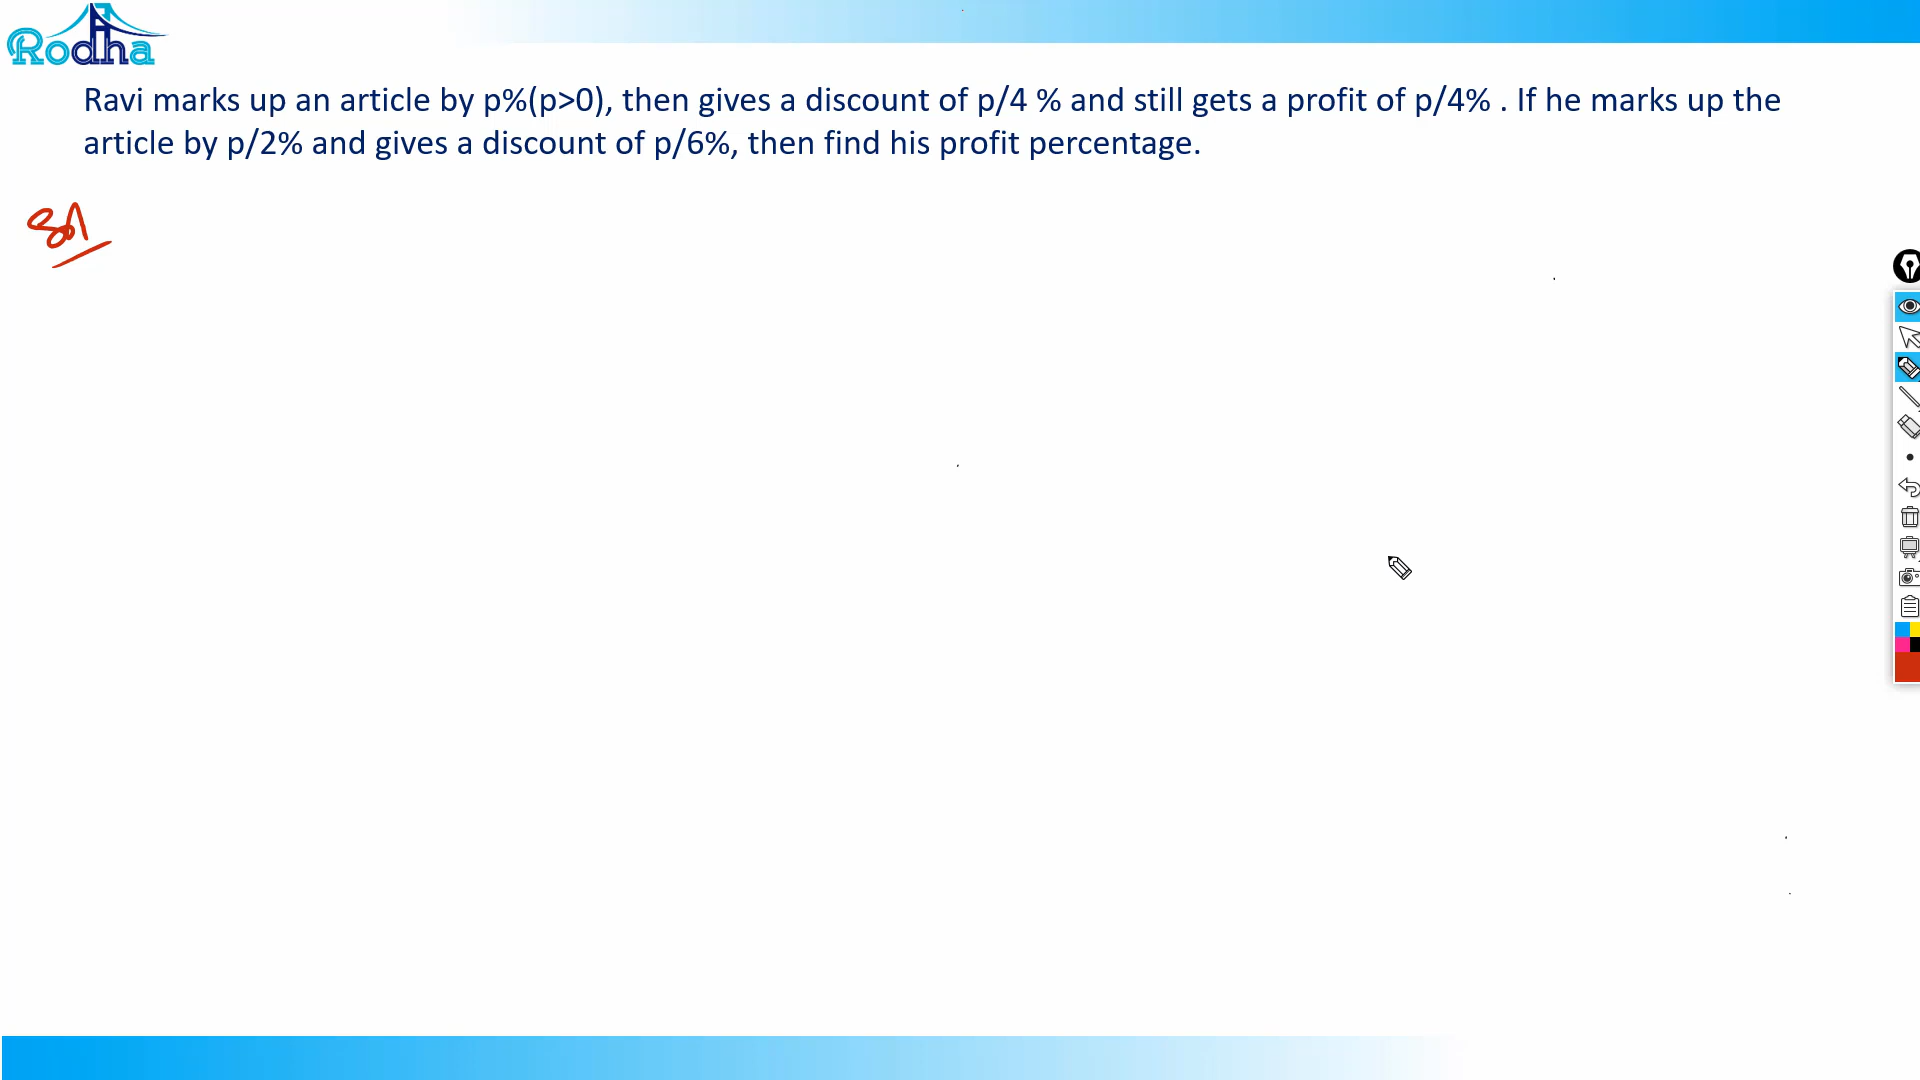 Rodha
Ravi marks up an article by p%(p>0), then gives a discount of p/4 % and still gets a profit of p/4% . If he marks up the
article by p/2% and gives a discount of p/6%, then find his profit percentage.
Sol